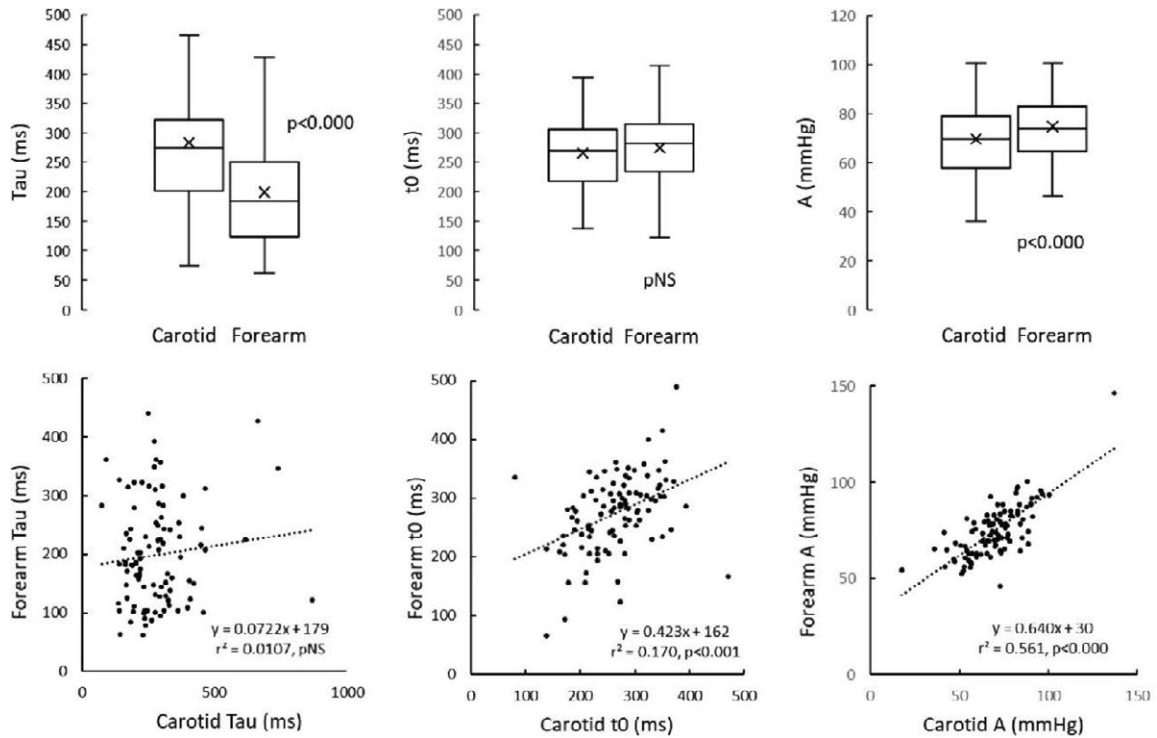 500
450
400
350
300
250
200
150
100
50
0
Tau (ms)
p<0.000
Carotid Forearm
500
450
400
350
300
250
200
150
100
50
0
t0 (ms)
pNS
Carotid Forearm
120
100
80
60
40
20
0
A (mmHg)
p<0.000
Carotid Forearm
500
400
300
200
100
0
Forearm Tau (ms)
y = 0.0722x + 179
r² = 0.0107, pNS
0 500 1000
Carotid Tau (ms)
500
400
300
200
100
0
Forearm t0 (ms)
y = 0.423x + 162
r² = 0.170, p<0.001
0 100 200 300 400 500
Carotid t0 (ms)
150
100
50
0
Forearm A (mmHg)
y = 0.640x + 30
r² = 0.561, p<0.000
0 50 100 150
Carotid A (mmHg)